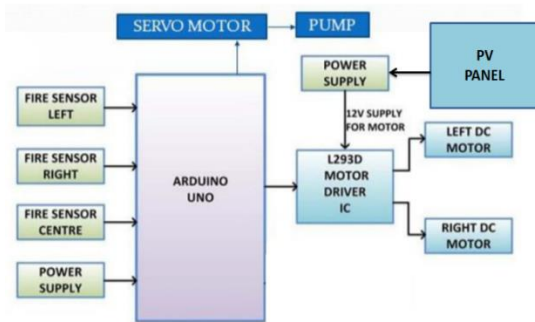 SERVO MOTOR
PUMP
POWER
SUPPLY
PV
PANEL
FIRE SENSOR
LEFT
12V SUPPLY
FOR MOTOR
LEFT DC
MOTOR
FIRE SENSOR
RIGHT
ARDUINO
UNO
L293D
MOTOR
DRIVER
IC
FIRE SENSOR
CENTRE
RIGHT DC
MOTOR
POWER
SUPPLY